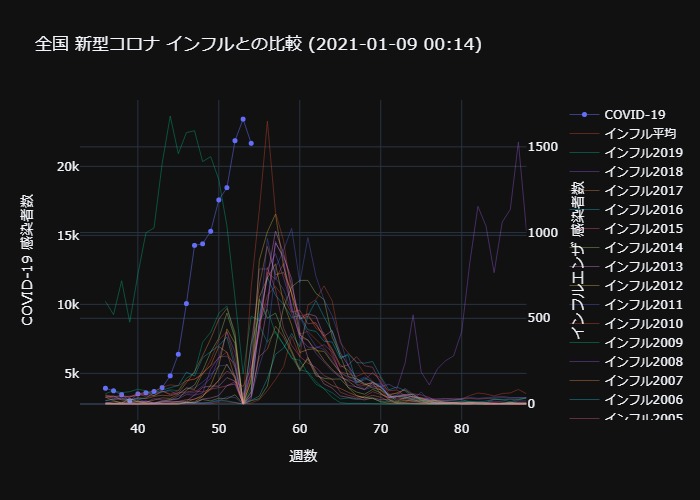 全国 新型コロナ インフルとの比較 (2021-01-09 00:14)
COVID-19 感染者数
20k
15k
10k
5k
40
50
60
70
80
週数
1500
1000
500
0
インフルエンザ 感染者数
COVID-19
インフル平均
インフル2019
インフル2018
インフル2017
インフル2016
インフル2015
インフル2014
インフル2013
インフル2012
インフル2011
インフル2010
インフル2009
インフル2008
インフル2007
インフル2006
インフル2005